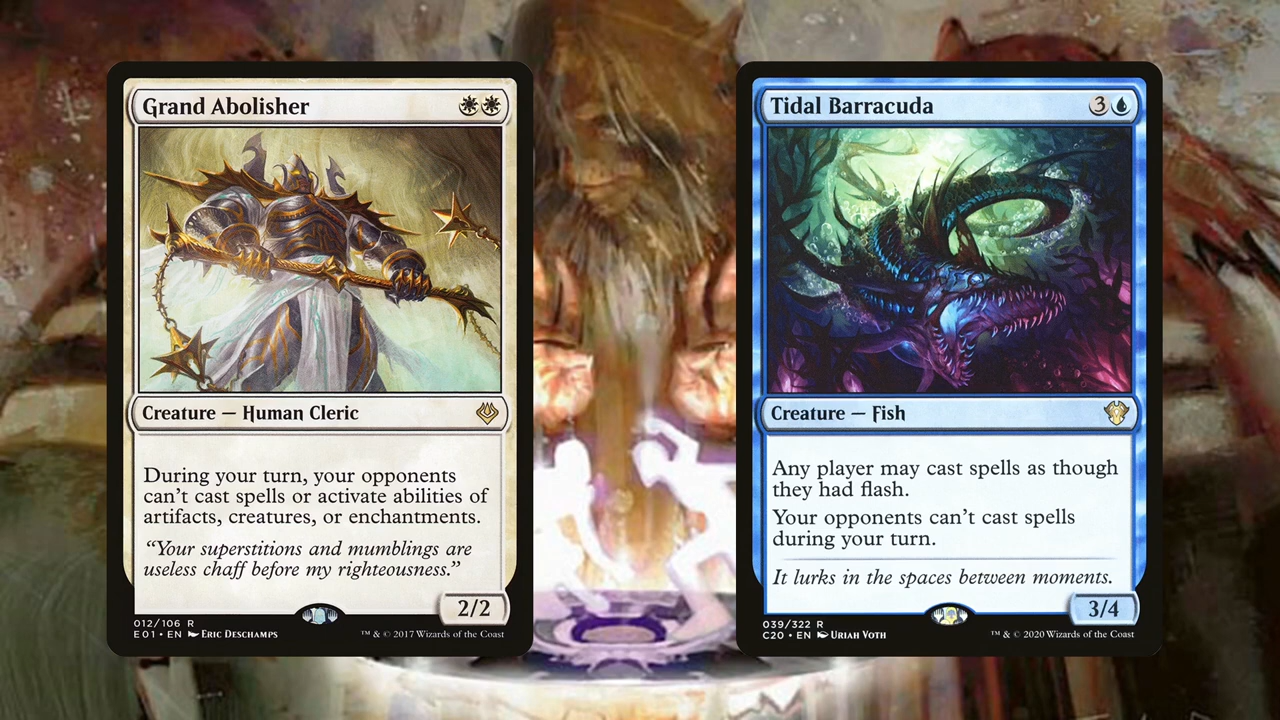 Grand Abolisher
Creature — Human Cleric
During your turn, your opponents
can't cast spells or activate abilities of
artifacts, creatures, or enchantments.
“Your superstitions and mumblings are
useless chaff before my righteousness.”
2/2
012/106 R
E01 • EN Eric Deschamps
™ & © 2017 Wizards of the Coast
Tidal Barracuda
3
Creature — Fish
Any player may cast spells as though
they had flash.
Your opponents can't cast spells
during your turn.
It lurks in the spaces between moments.
3/4
039/322 R
C20 • EN Uriah Voth
™ & © 2020 Wizards of the Coast